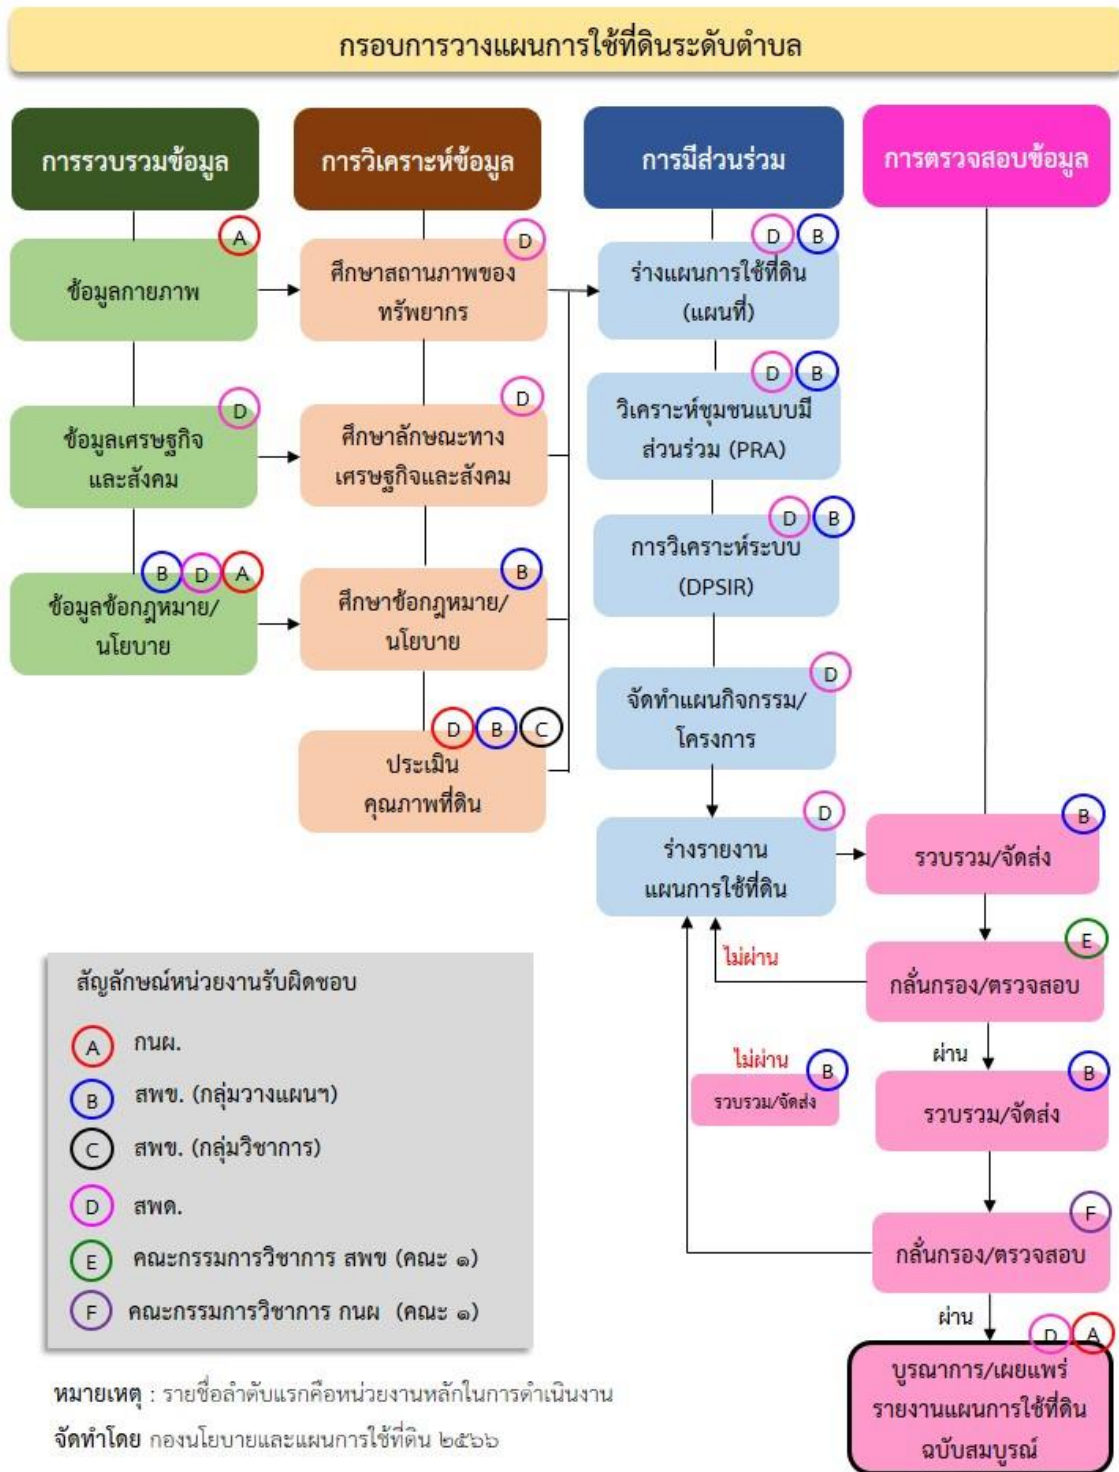 กรอบการวางแผนการใช้ที่ดินระดับตำบล
การรวบรวมข้อมูล
A
ข้อมูลกายภาพ
D
ข้อมูลเศรษฐกิจ
และสังคม
B D A
ข้อมูลข้อกฎหมาย/
นโยบาย
การวิเคราะห์ข้อมูล
D
ศึกษาสถานภาพของ
ทรัพยากร
D
ศึกษาลักษณะทาง
เศรษฐกิจและสังคม
B
ศึกษาข้อกฎหมาย/
นโยบาย
D B C
ประเมิน
คุณภาพที่ดิน
การมีส่วนร่วม
D B
ร่างแผนการใช้ที่ดิน
(แผนที่)
D B
วิเคราะห์ชุมชนแบบมี
ส่วนร่วม (PRA)
D B
การวิเคราะห์ระบบ
(DPSIR)
D
จัดทำแผนกิจกรรม/
โครงการ
D
ร่างรายงาน
แผนการใช้ที่ดิน
การตรวจสอบข้อมูล
B
รวบรวม/จัดส่ง
E
ไม่ผ่าน
กลั่นกรอง/ตรวจสอบ
ผ่าน
B
รวบรวม/จัดส่ง
ไม่ผ่าน
B
รวบรวม/จัดส่ง
F
กลั่นกรอง/ตรวจสอบ
ผ่าน
D A
บูรณาการ/เผยแพร่
รายงานแผนการใช้ที่ดิน
ฉบับสมบูรณ์
สัญลักษณ์หน่วยงานรับผิดชอบ
A กนผ.
B สพข. (กลุ่มวางแผนฯ)
C สพข. (กลุ่มวิชาการ)
D สพด.
E คณะกรรมการวิชาการ สพข (คณะ ๑)
F คณะกรรมการวิชาการ กนผ (คณะ ๑)
หมายเหตุ : รายชื่อลำดับแรกคือหน่วยงานหลักในการดำเนินงาน
จัดทำโดย กองนโยบายและแผนการใช้ที่ดิน ๒๕๖๖